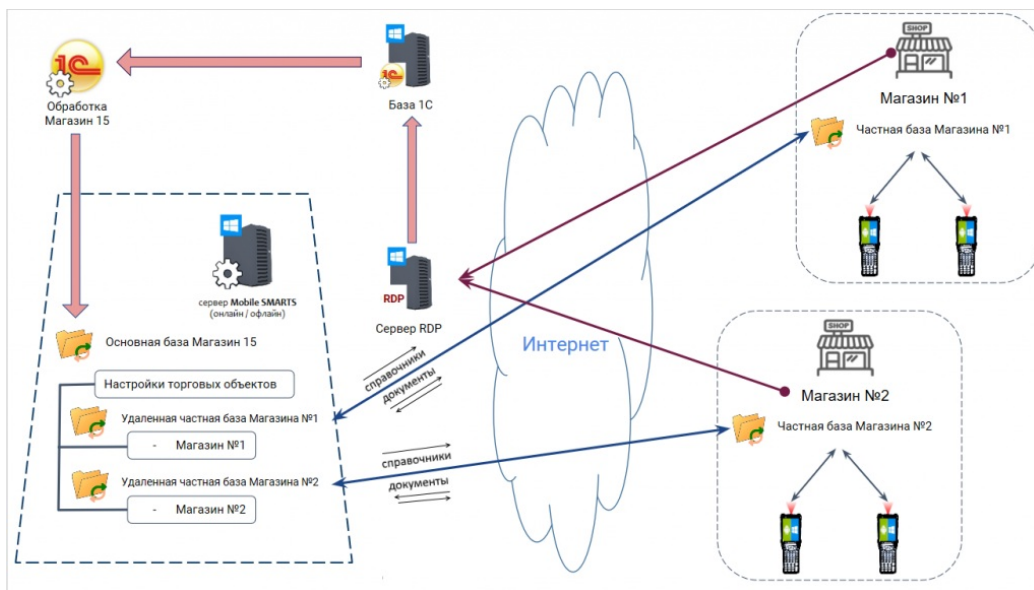 1С
Обработка
Магазин 15
1С
База 1С
SHOP
Магазин №1
Частная база Магазина №1
сервер Mobile SMARTS
(онлайн / офлайн)
RDP
Сервер RDP
Основная база Магазин 15
Настройки торговых объектов
Удаленная частная база Магазина №1
- Магазин №1
Удаленная частная база Магазина №2
- Магазин №2
справочники
документы
справочники
документы
Интернет
SHOP
Магазин №2
Частная база Магазина №2